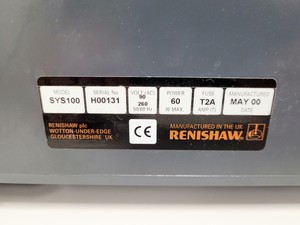 MODEL SERIAL No VOLT (AC) POWER FUSE MANUFACTURED
SYS100 H00131 90 260 60 T2A MAY 00
50/60 Hz W MAX. AMP(T) DATE
RENISHAW plc
WOTTON-UNDER-EDGE
GLOUCESTERSHIRE UK
CE
MANUFACTURED IN THE UK
RENISHAW